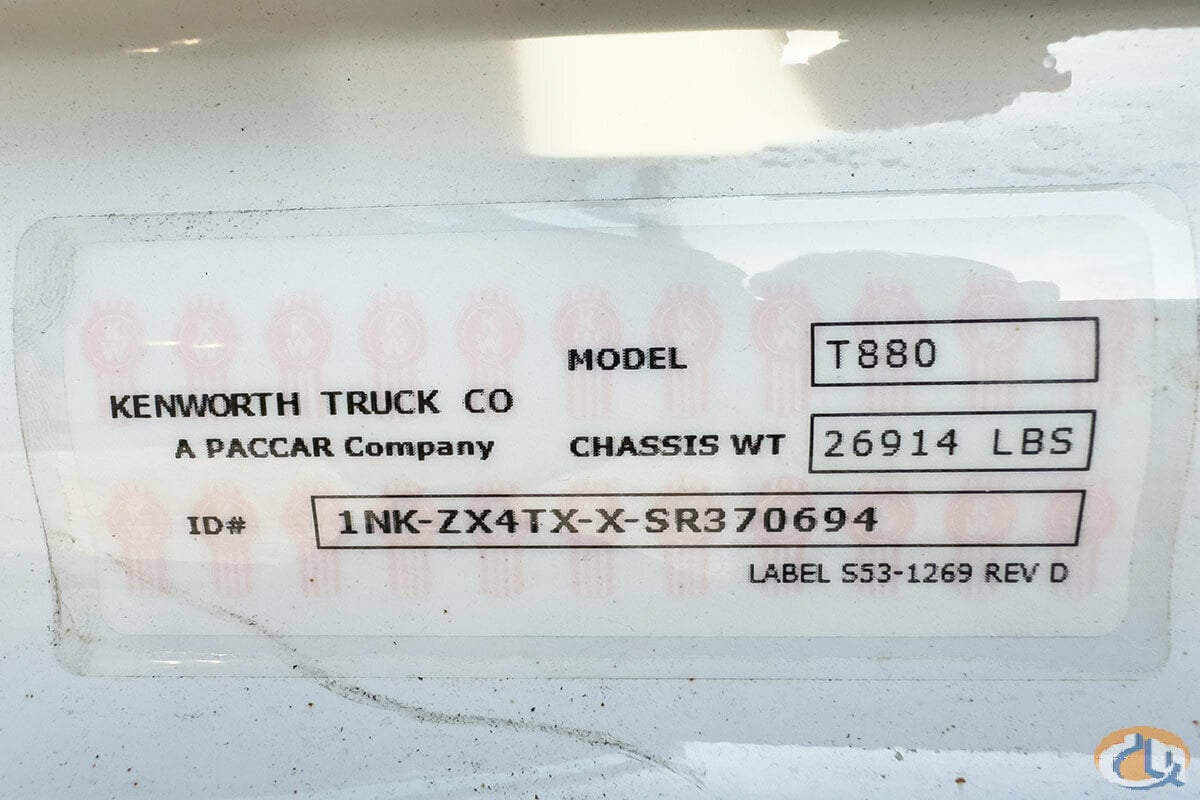 MODEL T880
KENWORTH TRUCK CO
A PACCAR Company
CHASSIS WT 26914 LBS
ID# 1NK-ZX4TX-X-SR370694
LABEL S53-1269 REV D